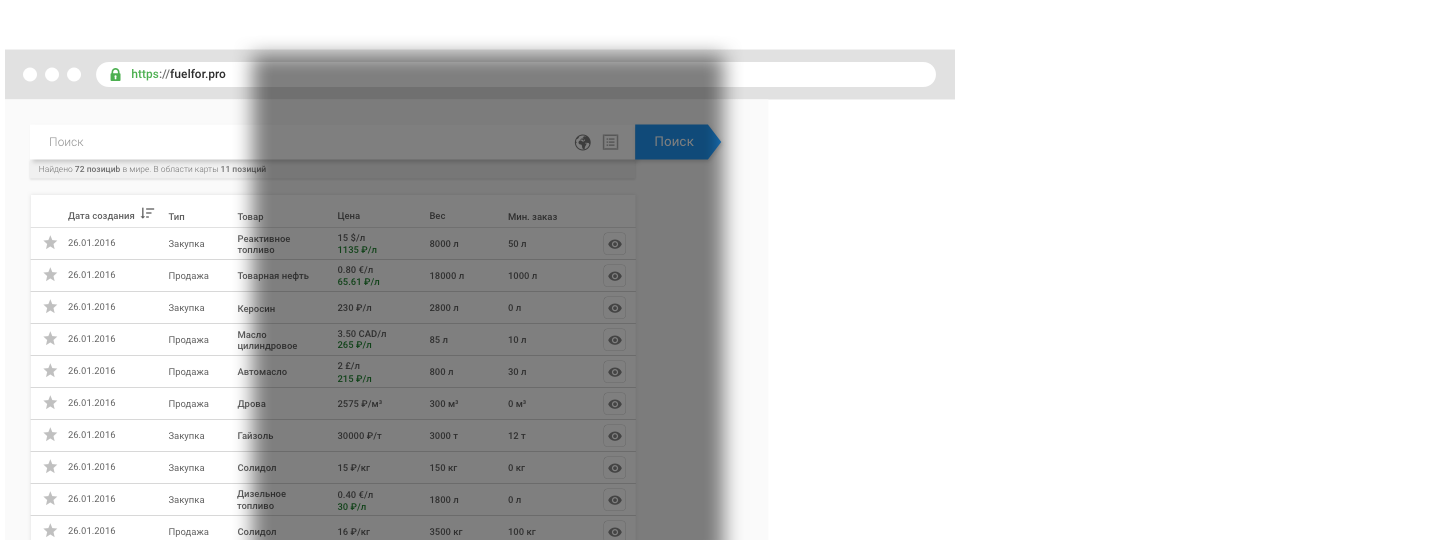 https://fuelfor.pro
Поиск
Поиск
Найдено 72 позициb в мире. В области карты 11 позиций
Дата создания Тип Товар Цена Вес Мин. заказ
26.01.2016 Закупка Реактивное топливо 15 $/л 1135 ₽/л 8000 л 50 л
26.01.2016 Продажа Товарная нефть 0.80 €/л 65.61 ₽/л 18000 л 1000 л
26.01.2016 Закупка Керосин 230 ₽/л 2800 л 0 л
26.01.2016 Продажа Масло цилиндровое 3.50 CAD/л 265 ₽/л 85 л 10 л
26.01.2016 Продажа Автомасло 2 £/л 215 ₽/л 800 л 30 л
26.01.2016 Продажа Дрова 2575 ₽/м³ 300 м³ 0 м³
26.01.2016 Закупка Гайзоль 30000 ₽/т 3000 т 12 т
26.01.2016 Закупка Солидол 15 ₽/кг 150 кг 0 кг
26.01.2016 Закупка Дизельное топливо 0.40 €/л 30 ₽/л 1800 л 0 л
26.01.2016 Продажа Солидол 16 ₽/кг 3500 кг 100 кг